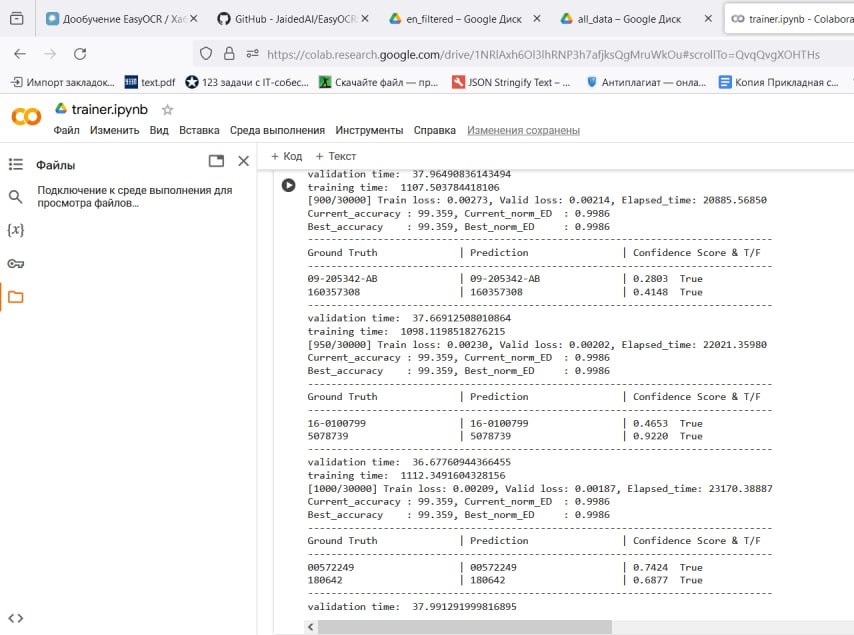 Дообучение EasyOCR / Хаб
GitHub - JaidedAI/EasyOCR
en_filtered – Google Диск
all_data – Google Диск
trainer.ipynb - Colabora
https://colab.research.google.com/drive/1NRlAxh6Ol3lhRNP3h7afjksQgMruWkOu#scrollTo=QvqQvgXOHTHs
Импорт закладок...
text.pdf
123 задачи с IT-собес...
Скачайте файл — пр...
JSON Stringify Text – ...
Антиплагиат — онла...
Копия Прикладная с...
trainer.ipynb
Файл Изменить Вид Вставка Среда выполнения Инструменты Справка Изменения сохранены
Файлы
Подключение к среде выполнения для
просмотра файлов…
+ Код + Текст
validation time: 37.96490836143494
training time: 1107.503784418106
[900/30000] Train loss: 0.00273, Valid loss: 0.00214, Elapsed_time: 20885.56850
Current_accuracy : 99.359, Current_norm_ED : 0.9986
Best_accuracy : 99.359, Best_norm_ED : 0.9986
--------------------------------------------------------------------------------
Ground Truth | Prediction | Confidence Score & T/F
--------------------------------------------------------------------------------
09-205342-AB | 09-205342-AB | 0.2803 True
160357308 | 160357308 | 0.4148 True
--------------------------------------------------------------------------------
validation time: 37.66912508010864
training time: 1098.1198518276215
[950/30000] Train loss: 0.00230, Valid loss: 0.00202, Elapsed_time: 22021.35980
Current_accuracy : 99.359, Current_norm_ED : 0.9986
Best_accuracy : 99.359, Best_norm_ED : 0.9986
--------------------------------------------------------------------------------
Ground Truth | Prediction | Confidence Score & T/F
--------------------------------------------------------------------------------
16-0100799 | 16-0100799 | 0.4653 True
5078739 | 5078739 | 0.9220 True
--------------------------------------------------------------------------------
validation time: 36.67760944366455
training time: 1112.3491604328156
[1000/30000] Train loss: 0.00209, Valid loss: 0.00187, Elapsed_time: 23170.38887
Current_accuracy : 99.359, Current_norm_ED : 0.9986
Best_accuracy : 99.359, Best_norm_ED : 0.9986
--------------------------------------------------------------------------------
Ground Truth | Prediction | Confidence Score & T/F
--------------------------------------------------------------------------------
00572249 | 00572249 | 0.7424 True
180642 | 180642 | 0.6877 True
--------------------------------------------------------------------------------
validation time: 37.991291999816895